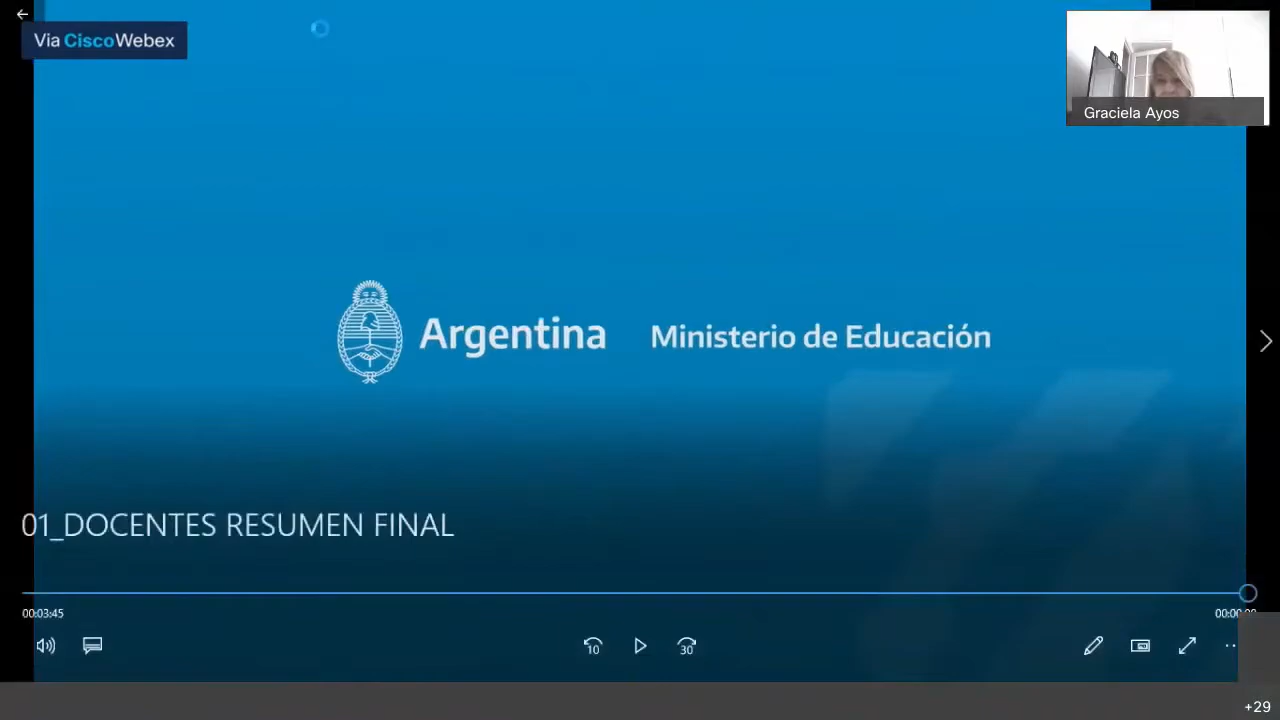 Via CiscoWebex
Graciela Ayos
Argentina
Ministerio de Educación
01_DOCENTES RESUMEN FINAL
00:03:45
10
30
+29